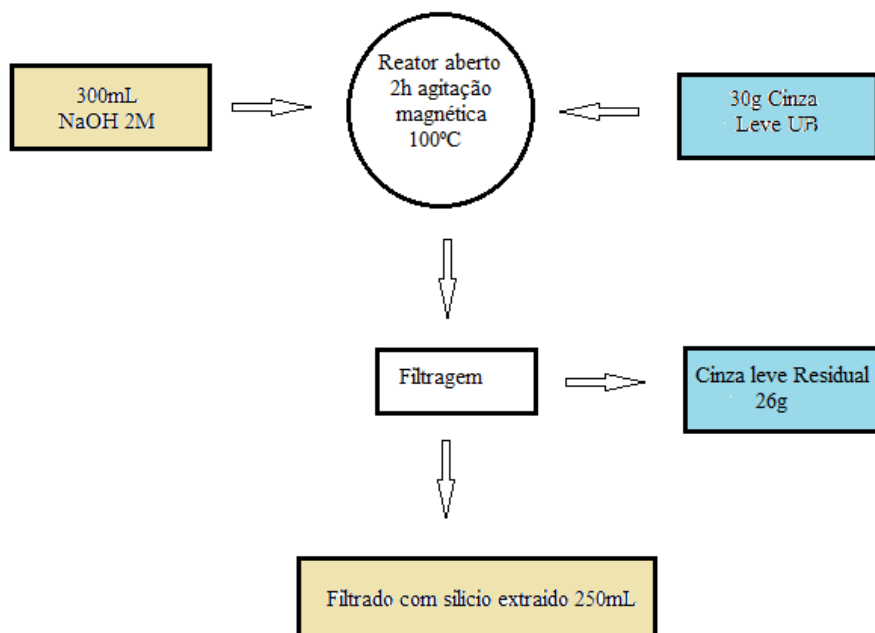 300mL
NaOH 2M
Reator aberto
2h agitação
magnética
100ºC
30g Cinza
Leve UB
Filtragem
Cinza leve Residual
26g
Filtrado com silicio extraido 250mL